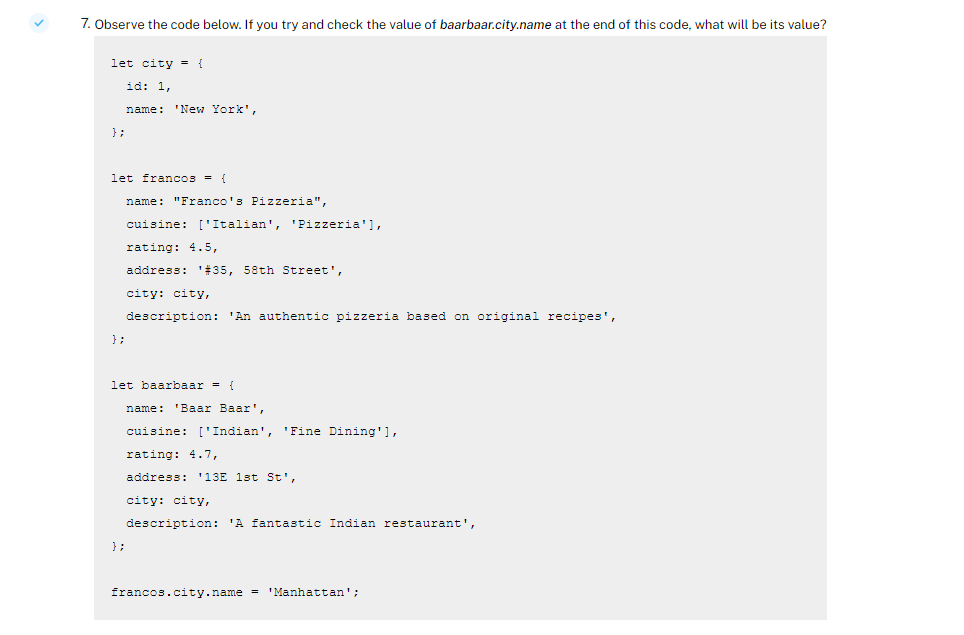 7. Observe the code below. If you try and check the value of baarbaar.city.name at the end of this code, what will be its value?
let city = {
  id: 1,
  name: 'New York',
};
let francos = {
  name: "Franco's Pizzeria",
  cuisine: ['Italian', 'Pizzeria'],
  rating: 4.5,
  address: '#35, 58th Street',
  city: city,
  description: 'An authentic pizzeria based on original recipes',
};
let baarbaar = {
  name: 'Baar Baar',
  cuisine: ['Indian', 'Fine Dining'],
  rating: 4.7,
  address: '13E 1st St',
  city: city,
  description: 'A fantastic Indian restaurant',
};
francos.city.name = 'Manhattan';